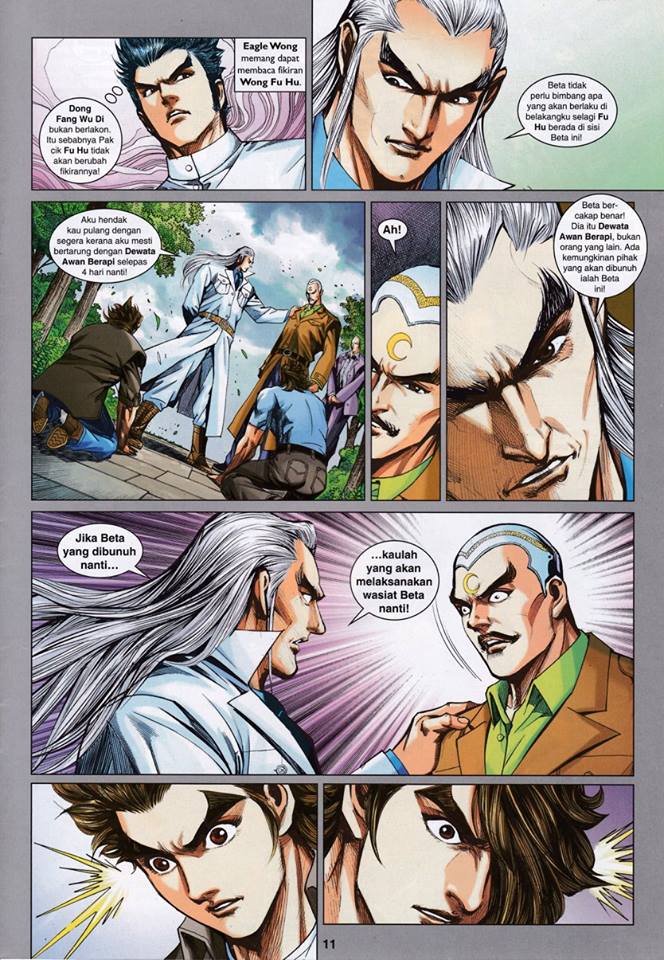 Eagle Wong
memang dapat
membaca fikiran
Wong Fu Hu.
Dong
Fang Wu Di
bukan berlakon.
Itu sebabnya Pak
cik Fu Hu tidak
akan berubah
fikirannya!
Beta tidak
perlu bimbang apa
yang akan berlaku di
belakangku selagi Fu
Hu berada di sisi
Beta ini!
Aku hendak
kau pulang dengan
segera kerana aku mesti
bertarung dengan Dewata
Awan Berapi selepas
4 hari nanti!
Ah!
Beta ber-
cakap benar!
Dia itu Dewata
Awan Berapi, bukan
orang yang lain. Ada
kemungkinan pihak
yang akan dibunuh
ialah Beta
ini!
Jika Beta
yang dibunuh
nanti...
...kaulah
yang akan
melaksanakan
wasiat Beta
nanti!
11